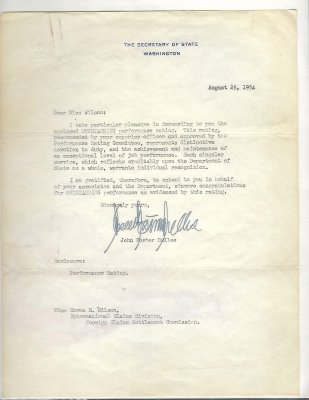 THE SECRETARY OF STATE
WASHINGTON
August 25, 1954
Dear Miss Wilson:
I take particular pleasure in forwarding to you the
enclosed OUTSTANDING performance rating. This rating,
recommended by your superior officer and approved by the
Performance Rating Committee, represents distinctive
devotion to duty, and the achievement and maintenance of
an exceptional level of job performance. Such singular
service, which reflects creditably upon the Department of
State as a whole, warrants individual recognition.
I am gratified, therefore, to extend to you in behalf
of your associates and the Department, sincere congratulations
for OUTSTANDING performance as evidenced by this rating.
Sincerely yours,
John Foster Dulles
John Foster Dulles
Enclosure:
Performance Rating.
Miss Norma E. Wilson,
International Claims Division,
Foreign Claims Settlement Commission.